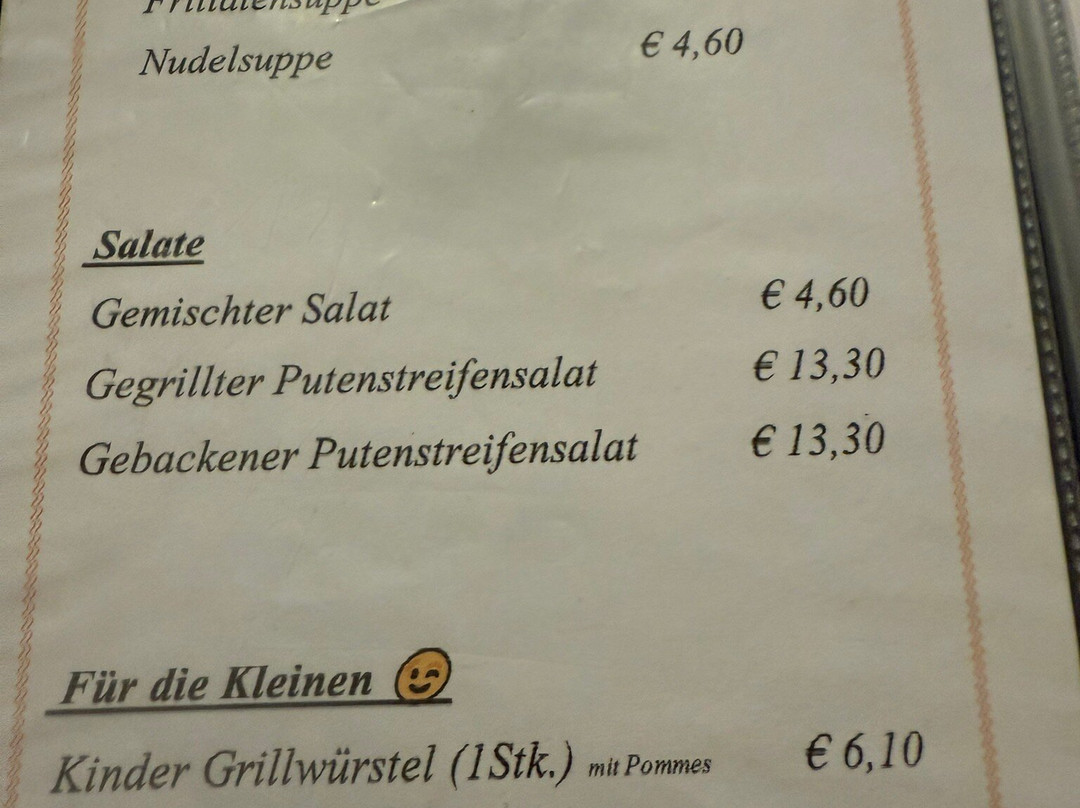 Nudelsuppe € 4,60
Salate
Gemischter Salat € 4,60
Gegrillter Putenstreifensalat € 13,30
Gebackener Putenstreifensalat € 13,30
Für die Kleinen
Kinder Grillwürstel (1Stk.) mit Pommes € 6,10